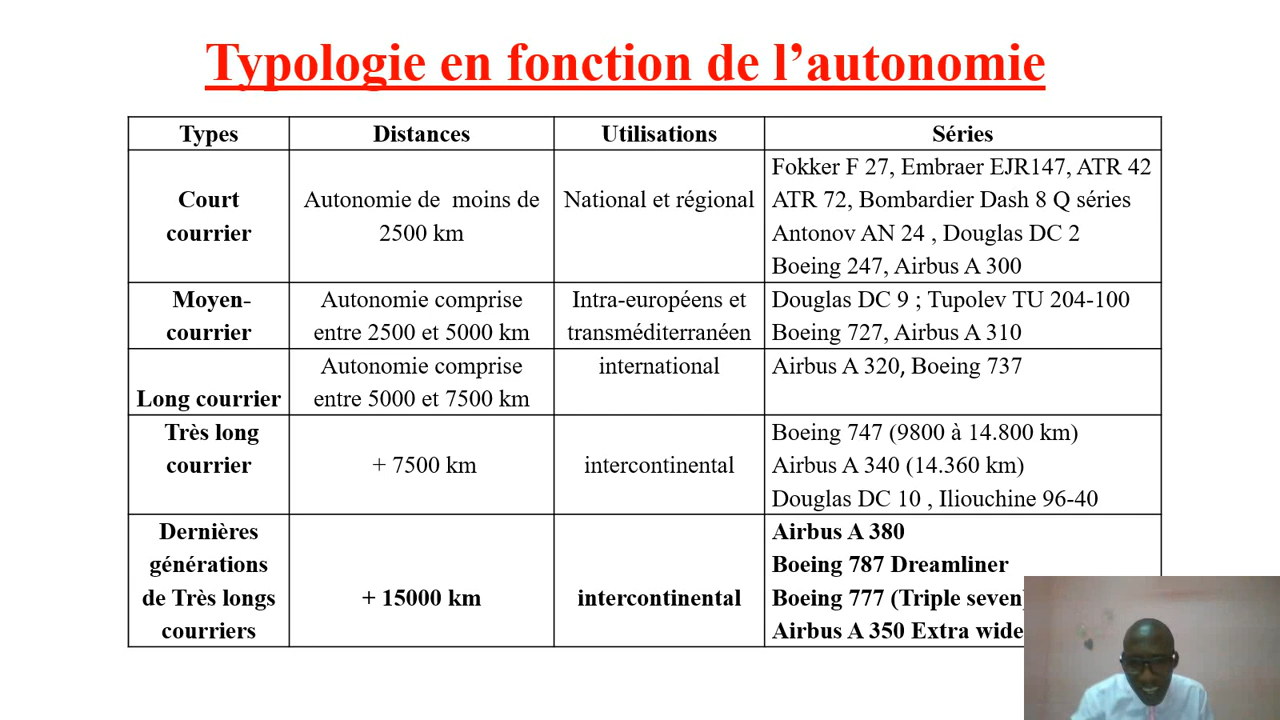 Typologie en fonction de l’autonomie
Types Distances Utilisations Séries
Court courrier
Autonomie de moins de 2500 km
National et régional
Fokker F 27, Embraer EJR147, ATR 42
ATR 72, Bombardier Dash 8 Q séries
Antonov AN 24 , Douglas DC 2
Boeing 247, Airbus A 300
Moyen-courrier
Autonomie comprise entre 2500 et 5000 km
Intra-européens et transméditerranéen
Douglas DC 9 ; Tupolev TU 204-100
Boeing 727, Airbus A 310
Long courrier
Autonomie comprise entre 5000 et 7500 km
international
Airbus A 320, Boeing 737
Très long courrier
+ 7500 km
intercontinental
Boeing 747 (9800 à 14.800 km)
Airbus A 340 (14.360 km)
Douglas DC 10 , Iliouchine 96-40
Dernières générations de Très longs courriers
+ 15000 km
intercontinental
Airbus A 380
Boeing 787 Dreamliner
Boeing 777 (Triple seven)
Airbus A 350 Extra wide